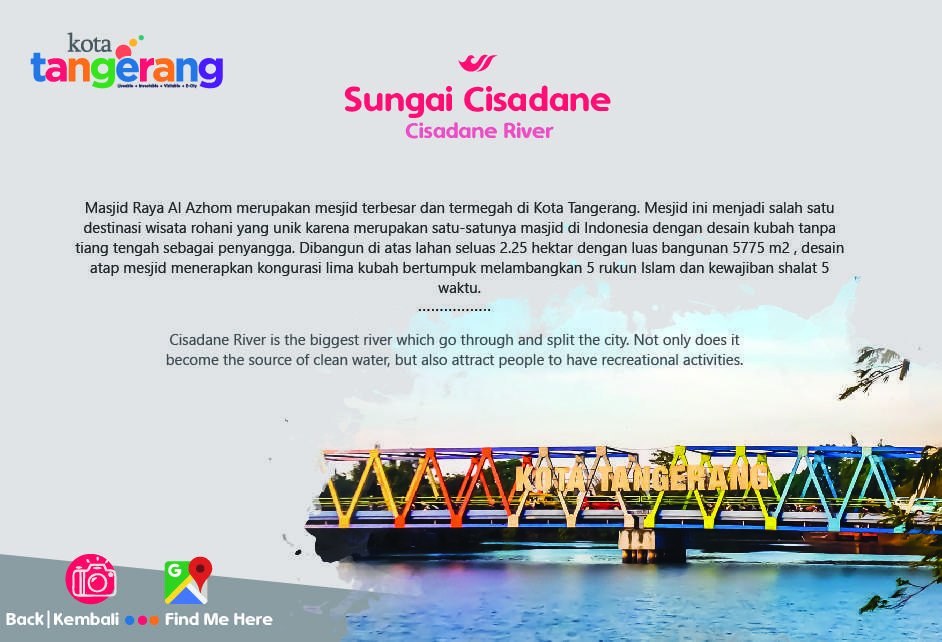 kota
tangerang
Liveable • Investable • Visitable • E-City
Sungai Cisadane
Cisadane River
Masjid Raya Al Azhom merupakan mesjid terbesar dan termegah di Kota Tangerang. Mesjid ini menjadi salah satu
destinasi wisata rohani yang unik karena merupakan satu-satunya masjid di Indonesia dengan desain kubah tanpa
tiang tengah sebagai penyangga. Dibangun di atas lahan seluas 2.25 hektar dengan luas bangunan 5775 m2 , desain
atap mesjid menerapkan kongurasi lima kubah bertumpuk melambangkan 5 rukun Islam dan kewajiban shalat 5
waktu.
.................
Cisadane River is the biggest river which go through and split the city. Not only does it
become the source of clean water, but also attract people to have recreational activities.
KOTA TANGERANG
G
Back|Kembali
Find Me Here